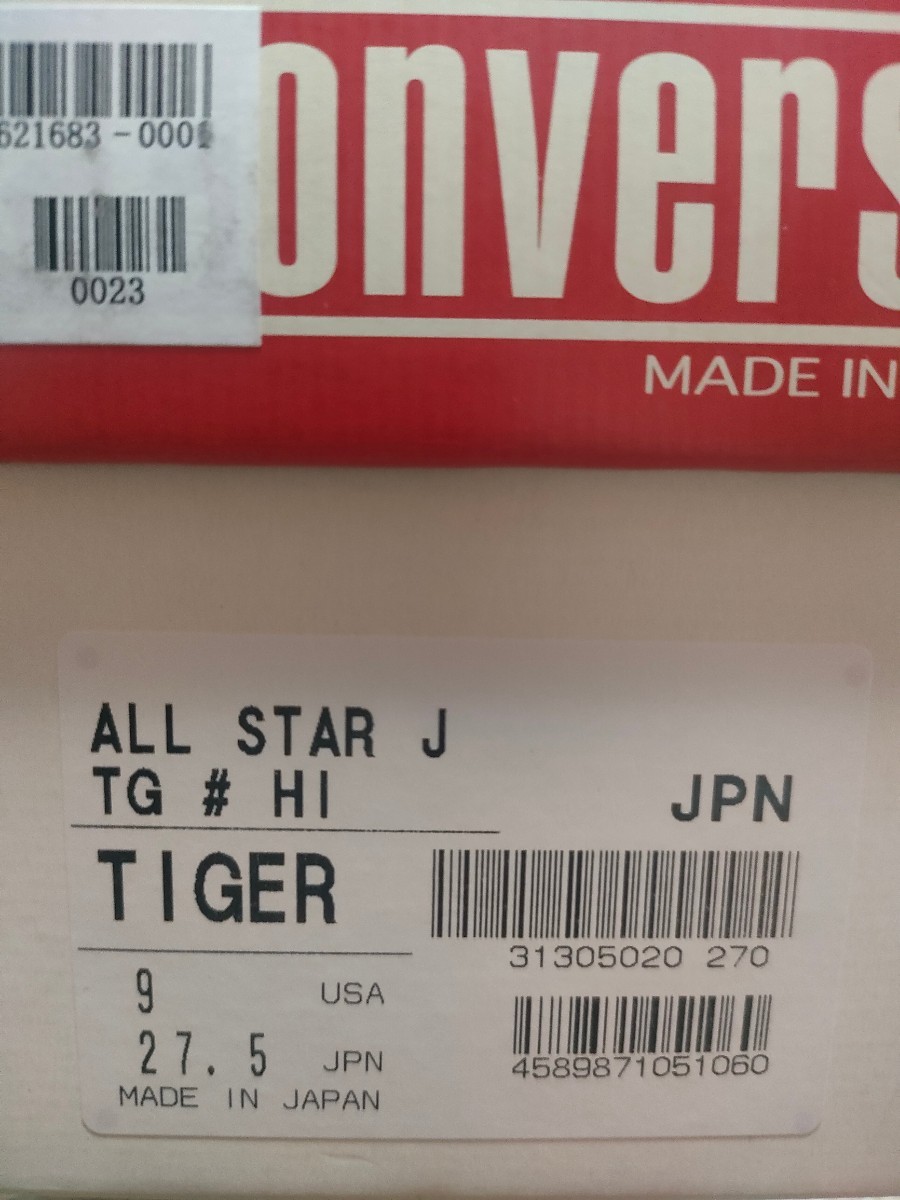 621683-0001
0023
onvers
MADE IN
ALL STAR J
TG # HI
JPN
TIGER
31305020 270
9 USA
4589871051060
27.5 JPN
MADE IN JAPAN